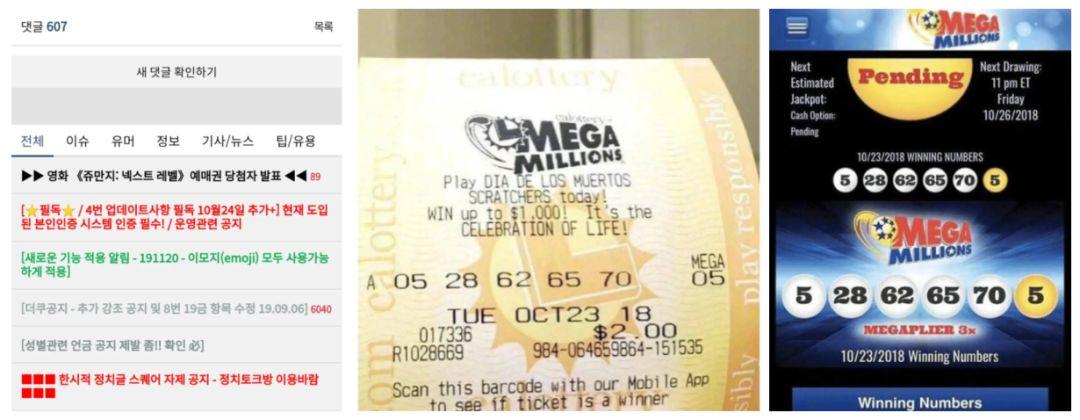 댓글 607
목록
새 댓글 확인하기
전체 이슈 유머 정보 기사/뉴스 팁/유용
▶▶ 영화 《쥬만지: 넥스트 레벨》 예매권 당첨자 발표 ◀◀ 89
[⭐필독⭐ / 4번 업데이트사항 필독 10월24일 추가+] 현재 도입
된 본인인증 시스템 인증 필수! / 운영관련 공지
[새로운 기능 적용 알림 - 191120 - 이모지(emoji) 모두 사용가능
하게 적용]
[더쿠공지 - 추가 강조 공지 및 8번 19금 항목 수정 19.09.06] 6040
[성별관련 언금 공지 제발 좀!! 확인 必]
■■■ 한시적 정치글 스퀘어 자제 공지 - 정치토크방 이용바람
■■■
calottery
calottery
MEGA
MILLIONS
Play DIA DE LOS MUERTOS
SCRATCHERS today!
WIN up to $1,000! It's the
CELEBRATION OF LIFE!
MEGA
A 05 28 62 65 70 05
TUE OCT23 18
017336 $2.00
R1028669 984-064659864-151535
Scan this barcode with our Mobile App
to see if ticket is a winner
calottery.com
play responsibly
MEGA
MILLIONS
Next
Estimated
Jackpot:
Cash Option:
Pending
Pending
Next Drawing:
11 pm ET
Friday
10/26/2018
10/23/2018 WINNING NUMBERS
5 28 62 65 70 5
MEGA
MILLIONS
5 28 62 65 70 5
MEGAPLIER 3x
10/23/2018 Winning Numbers
Winning Numbers